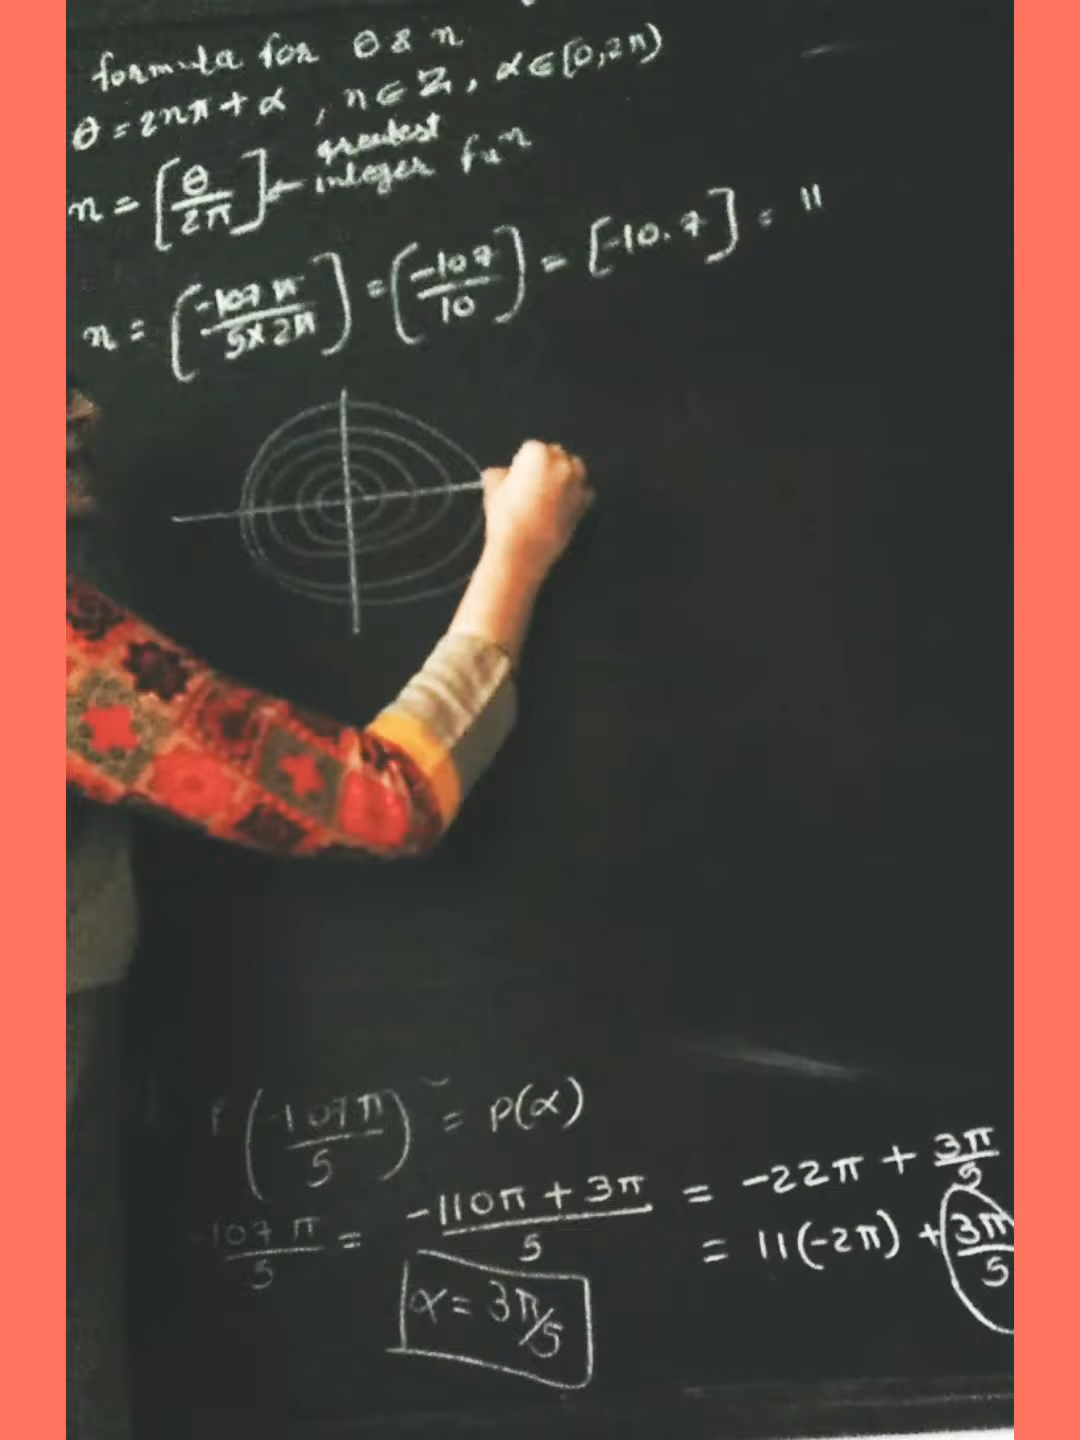 formula for θ & n
θ = 2nπ + α , n ∈ Z, α ∈ [0, 2π)
n = [θ/2π] ← greatest integer fun
n = [-107π/5×2π] = [-107/10] = [-10.7] = 11
P(-107π/5) = P(α)
-107π/5 = (-110π + 3π)/5 = -22π + 3π/5
= 11(-2π) + 3π/5
α = 3π/5